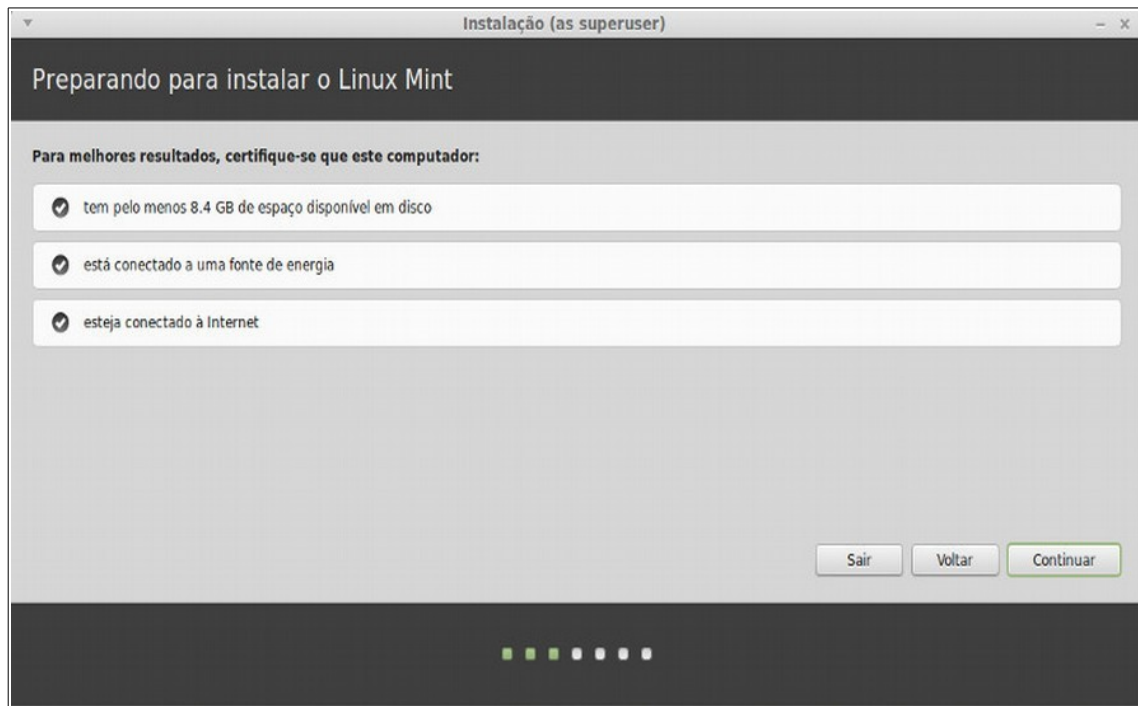 Instalação (as superuser)
Preparando para instalar o Linux Mint
Para melhores resultados, certifique-se que este computador:
tem pelo menos 8.4 GB de espaço disponível em disco
está conectado a uma fonte de energia
esteja conectado à Internet
Sair
Voltar
Continuar